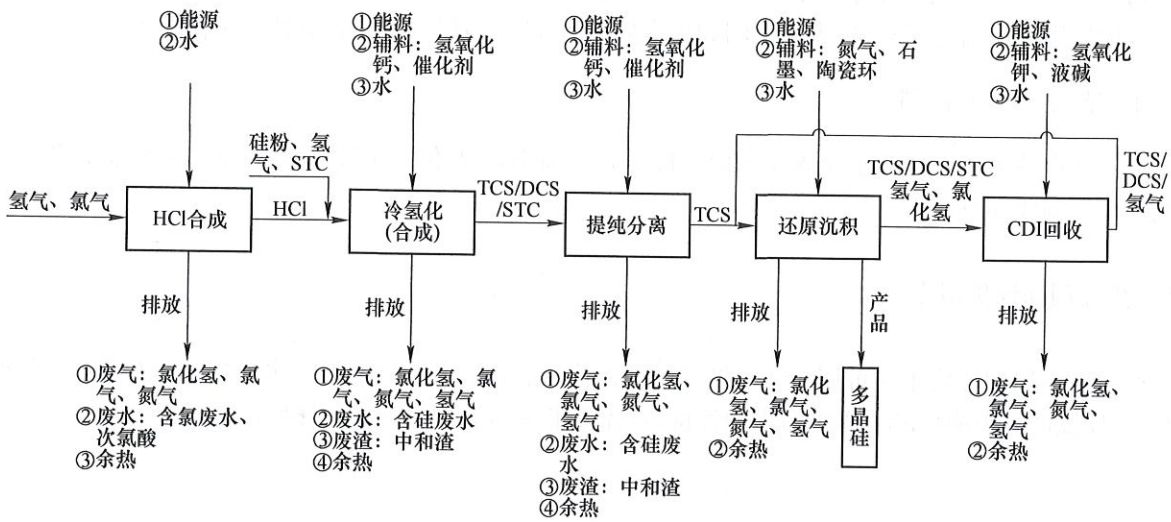 ①能源
②水
①能源
②辅料：氢氧化
钙、催化剂
③水
①能源
②辅料：氢氧化
钙、催化剂
③水
①能源
②辅料：氮气、石
墨、陶瓷环
③水
①能源
②辅料：氢氧化
钾、液碱
③水
氢气、氯气
HCl合成
硅粉、氢
气、STC
HCl
冷氢化
(合成)
TCS/DCS
/STC
提纯分离
TCS
还原沉积
TCS/DCS/STC
氢气、氯
化氢
CDI回收
TCS/
DCS/
氢气
排放
排放
排放
排放
产品
排放
①废气：氯化氢、氯
气、氮气
②废水：含氯废水、
次氯酸
③余热
①废气：氯化氢、氯
气、氮气、氢气
②废水：含硅废水
③废渣：中和渣
④余热
①废气：氯化氢、
氯气、氮气、
氢气
②废水：含硅废
水
③废渣：中和渣
④余热
①废气：氯化
氢、氯气、
氮气、氢气
②余热
多晶硅
①废气：氯化氢、
氯气、氮气、
氢气
②余热